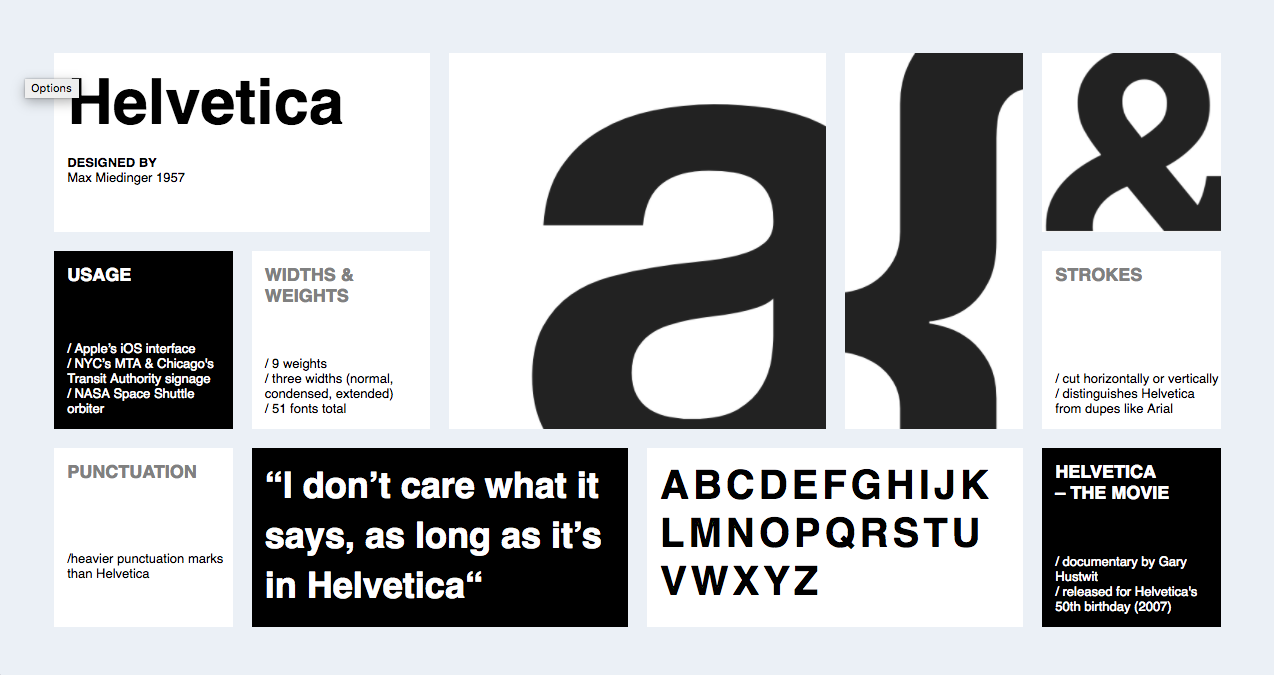 Options
Helvetica
DESIGNED BY
Max Miedinger 1957
a
{
&
USAGE
/ Apple’s iOS interface
/ NYC’s MTA & Chicago's
Transit Authority signage
/ NASA Space Shuttle
orbiter
WIDTHS &
WEIGHTS
/ 9 weights
/ three widths (normal,
condensed, extended)
/ 51 fonts total
STROKES
/ cut horizontally or vertically
/ distinguishes Helvetica
from dupes like Arial
PUNCTUATION
/heavier punctuation marks
than Helvetica
“I don’t care what it
says, as long as it’s
in Helvetica“
ABCDEFGHIJK
LMNOPQRSTU
VWXYZ
HELVETICA
– THE MOVIE
/ documentary by Gary
Hustwit
/ released for Helvetica's
50th birthday (2007)